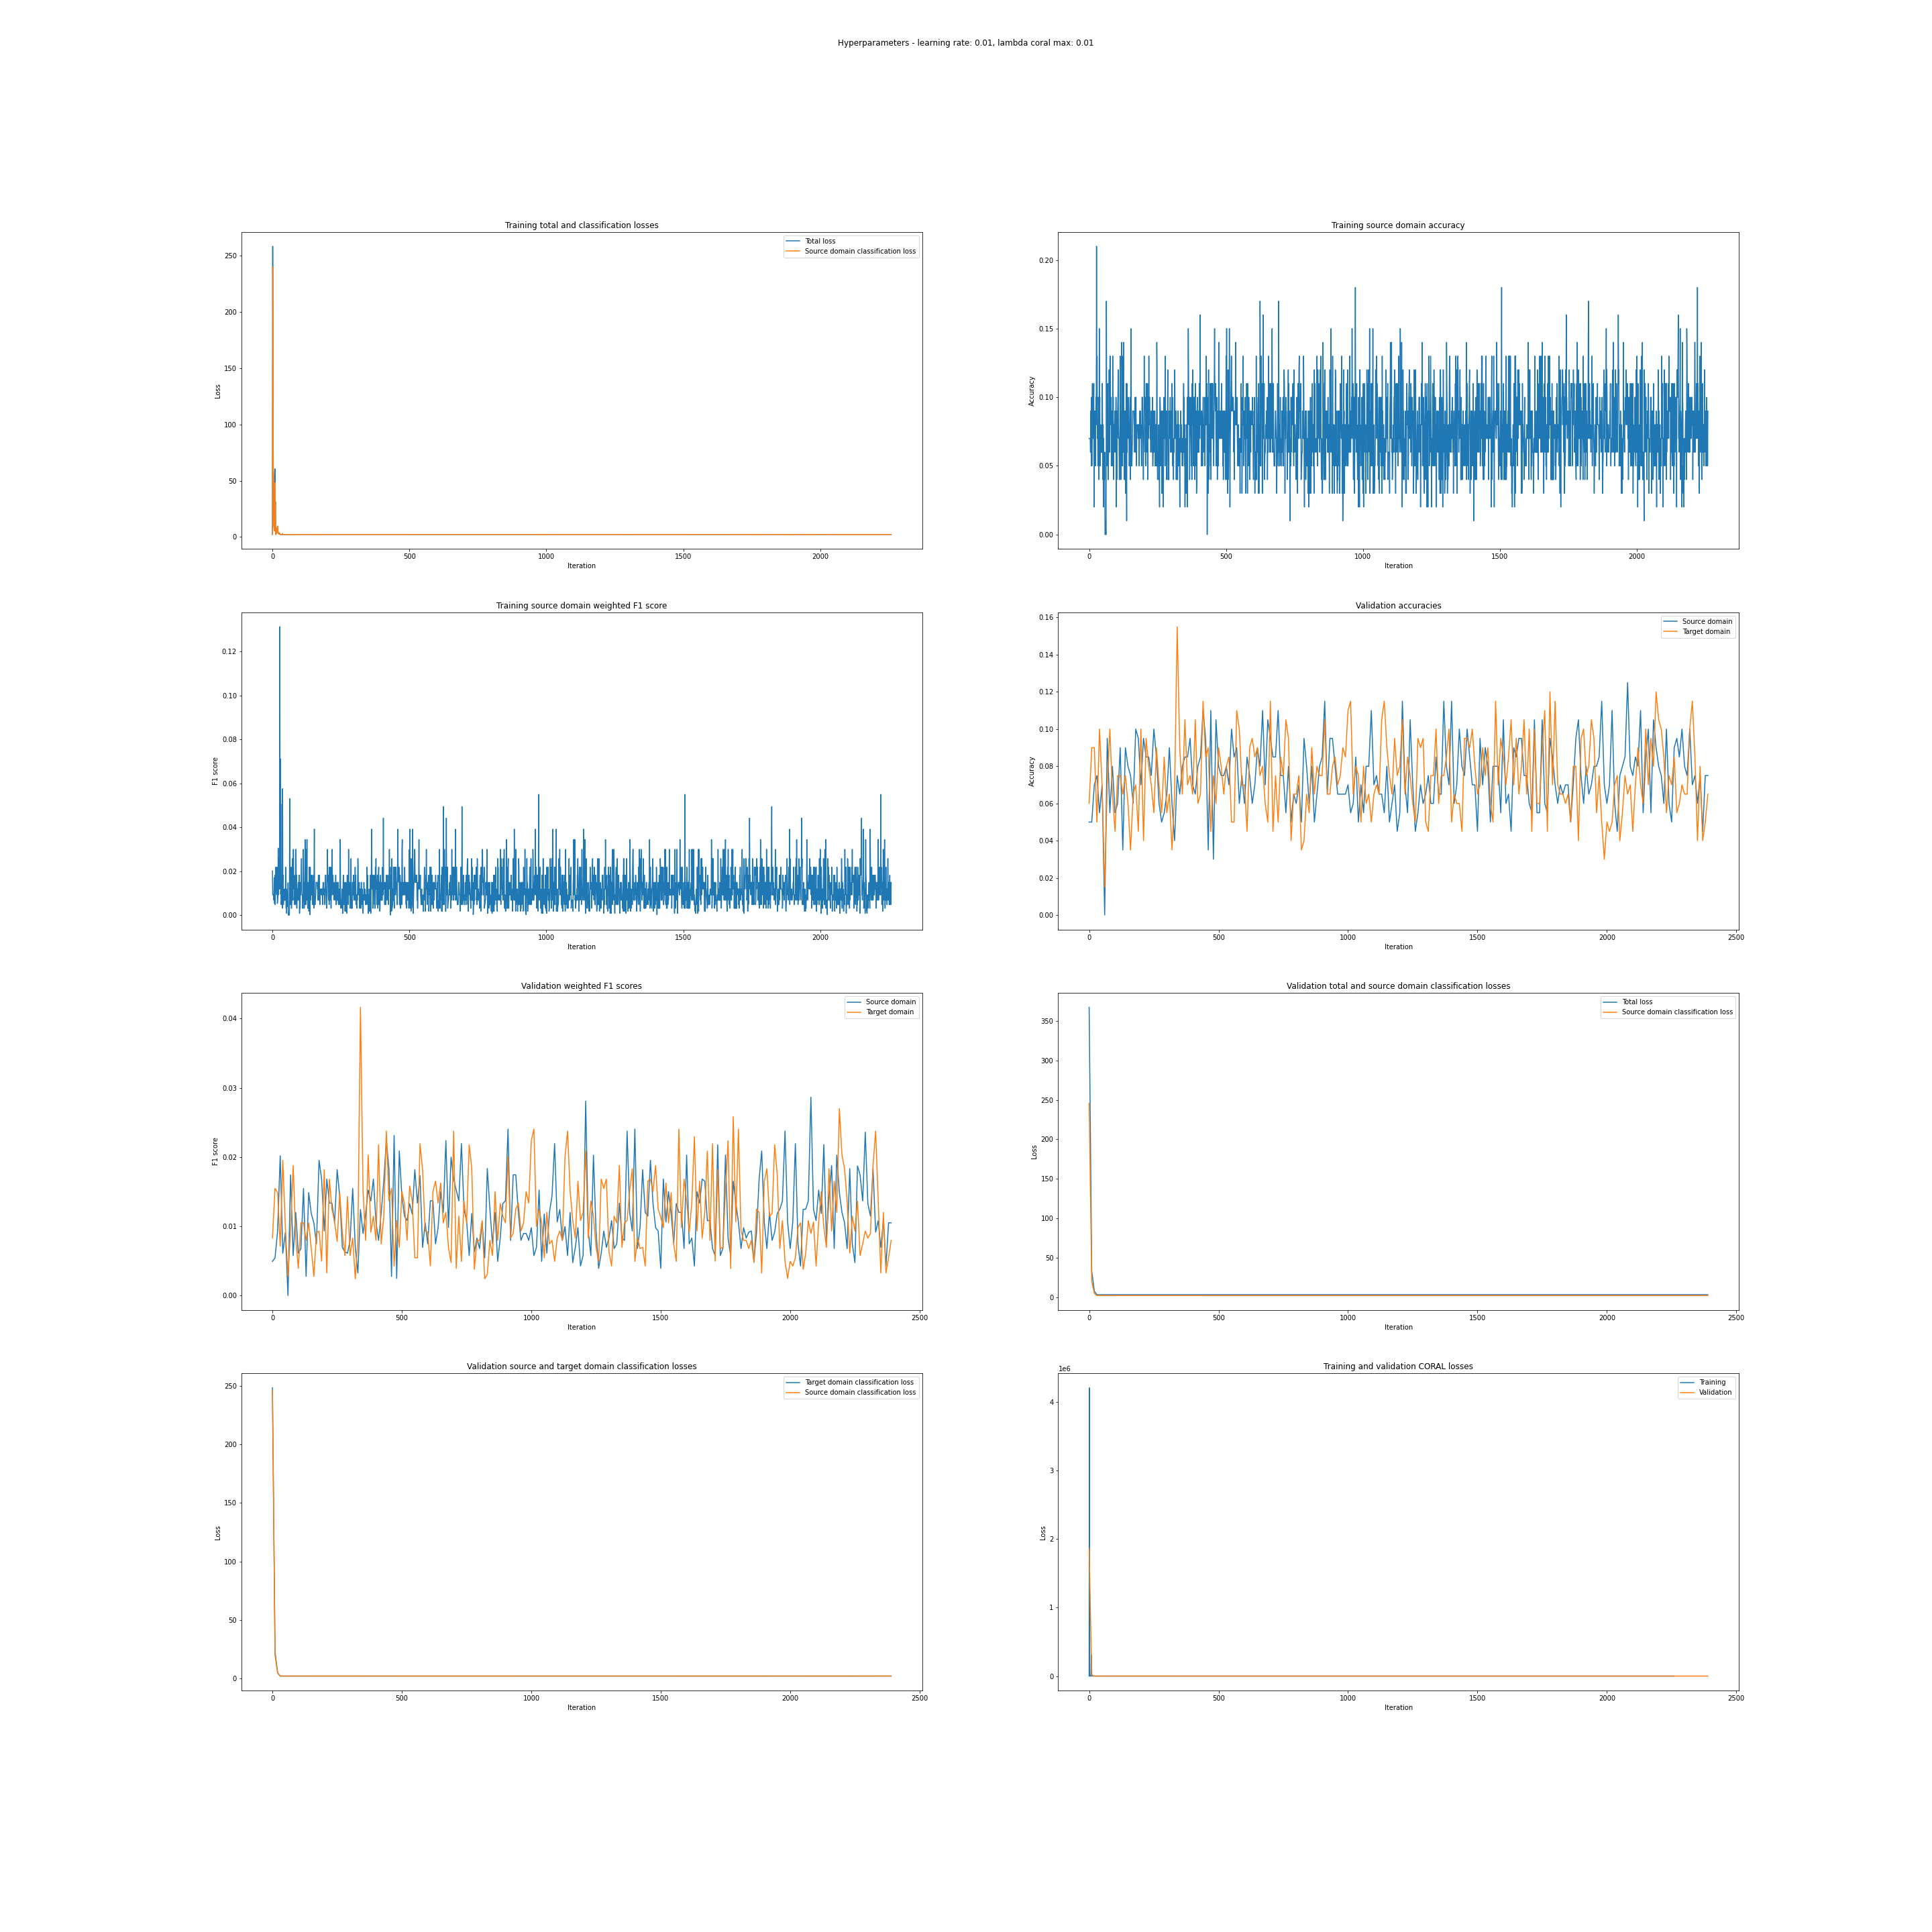 Hyperparameters - learning rate: 0.01, lambda coral max: 0.01
Training total and classification losses
Total loss
Source domain classification loss
250
200
150
100
50
0
Loss
0 500 1000 1500 2000
Iteration
Training source domain accuracy
0.20
0.15
0.10
0.05
0.00
Accuracy
0 500 1000 1500 2000
Iteration
Training source domain weighted F1 score
0.12
0.10
0.08
0.06
0.04
0.02
0.00
F1 score
0 500 1000 1500 2000
Iteration
Validation accuracies
Source domain
Target domain
0.16
0.14
0.12
0.10
0.08
0.06
0.04
0.02
0.00
Accuracy
0 500 1000 1500 2000 2500
Iteration
Validation weighted F1 scores
Source domain
Target domain
0.04
0.03
0.02
0.01
0.00
F1 score
0 500 1000 1500 2000 2500
Iteration
Validation total and source domain classification losses
Total loss
Source domain classification loss
350
300
250
200
150
100
50
0
Loss
0 500 1000 1500 2000 2500
Iteration
Validation source and target domain classification losses
Target domain classification loss
Source domain classification loss
250
200
150
100
50
0
Loss
0 500 1000 1500 2000 2500
Iteration
Training and validation CORAL losses
1e6
Training
Validation
4
3
2
1
0
Loss
0 500 1000 1500 2000 2500
Iteration